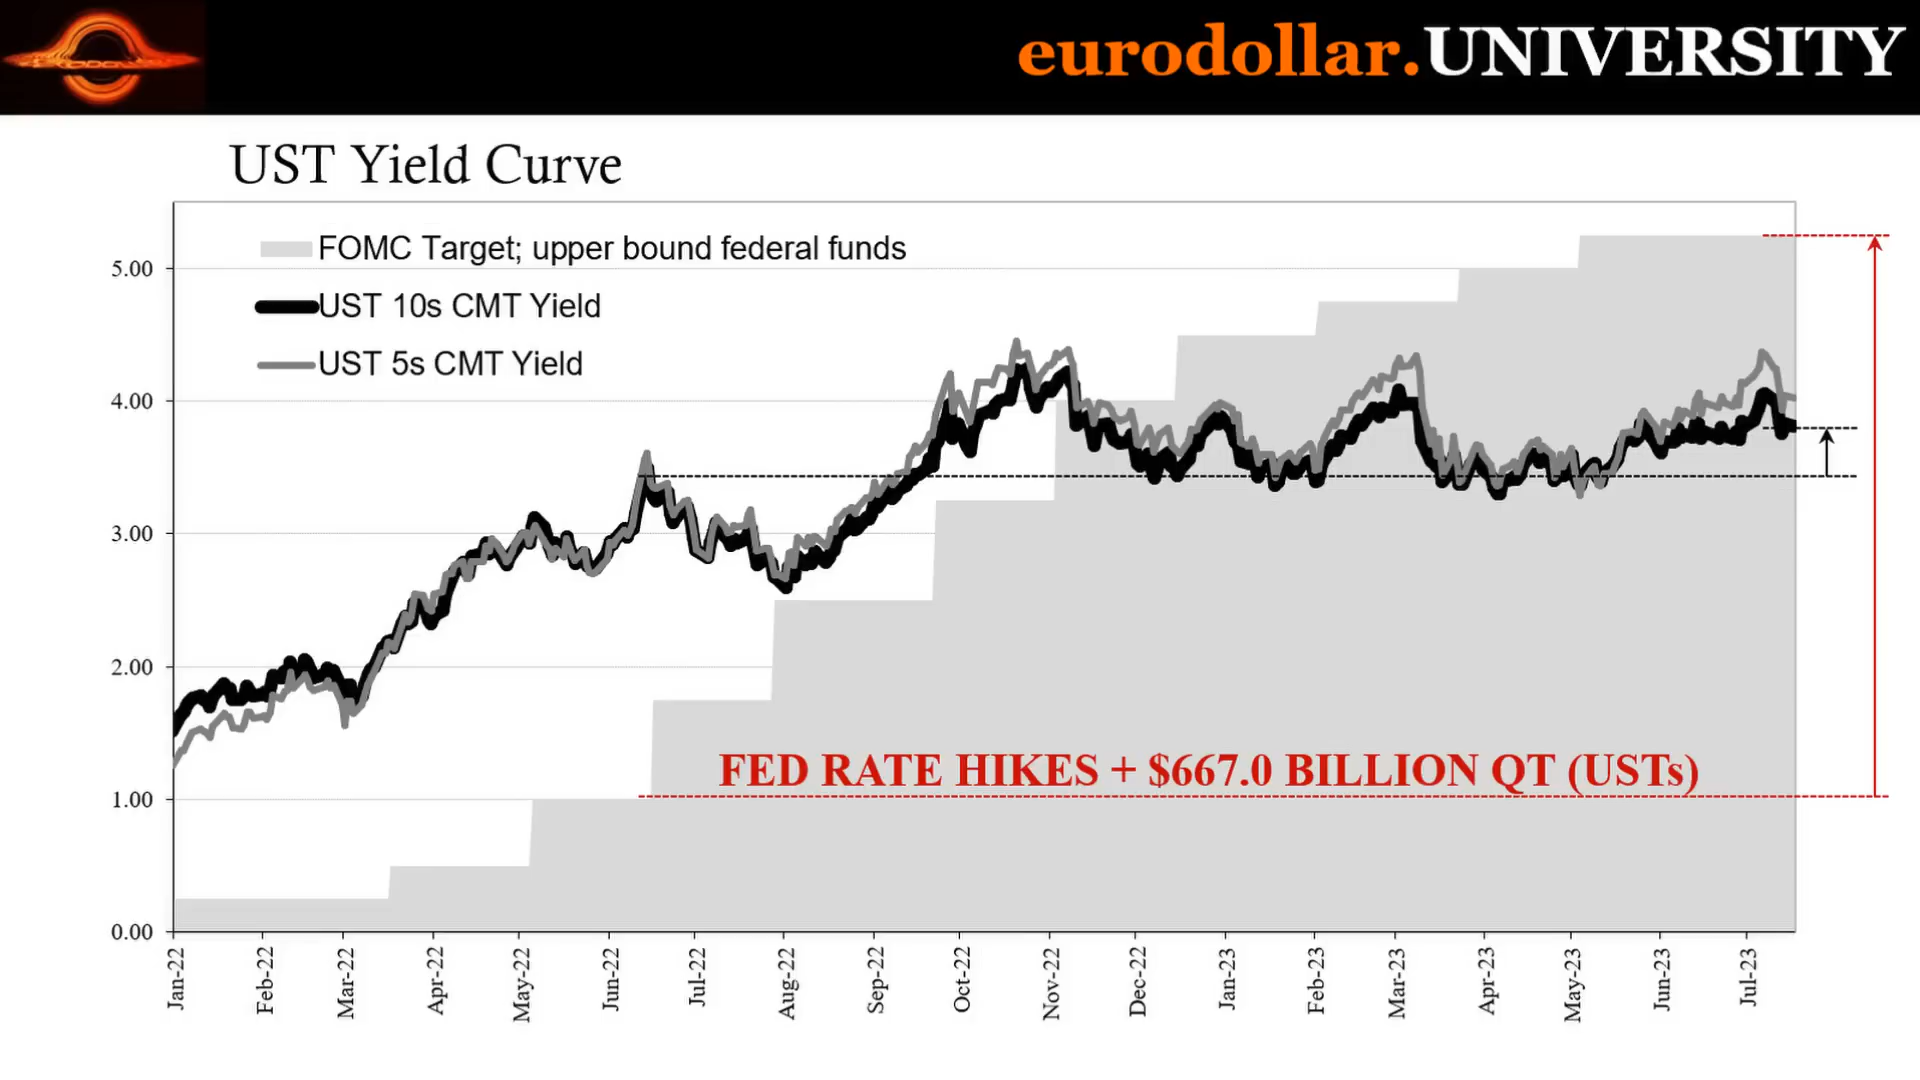 eurodollar.UNIVERSITY
UST Yield Curve
FOMC Target; upper bound federal funds
UST 10s CMT Yield
UST 5s CMT Yield
5.00
4.00
3.00
2.00
1.00
0.00
FED RATE HIKES + $667.0 BILLION QT (USTs)
Jan-22
Feb-22
Mar-22
Apr-22
May-22
Jun-22
Jul-22
Aug-22
Sep-22
Oct-22
Nov-22
Dec-22
Jan-23
Feb-23
Mar-23
Apr-23
May-23
Jun-23
Jul-23